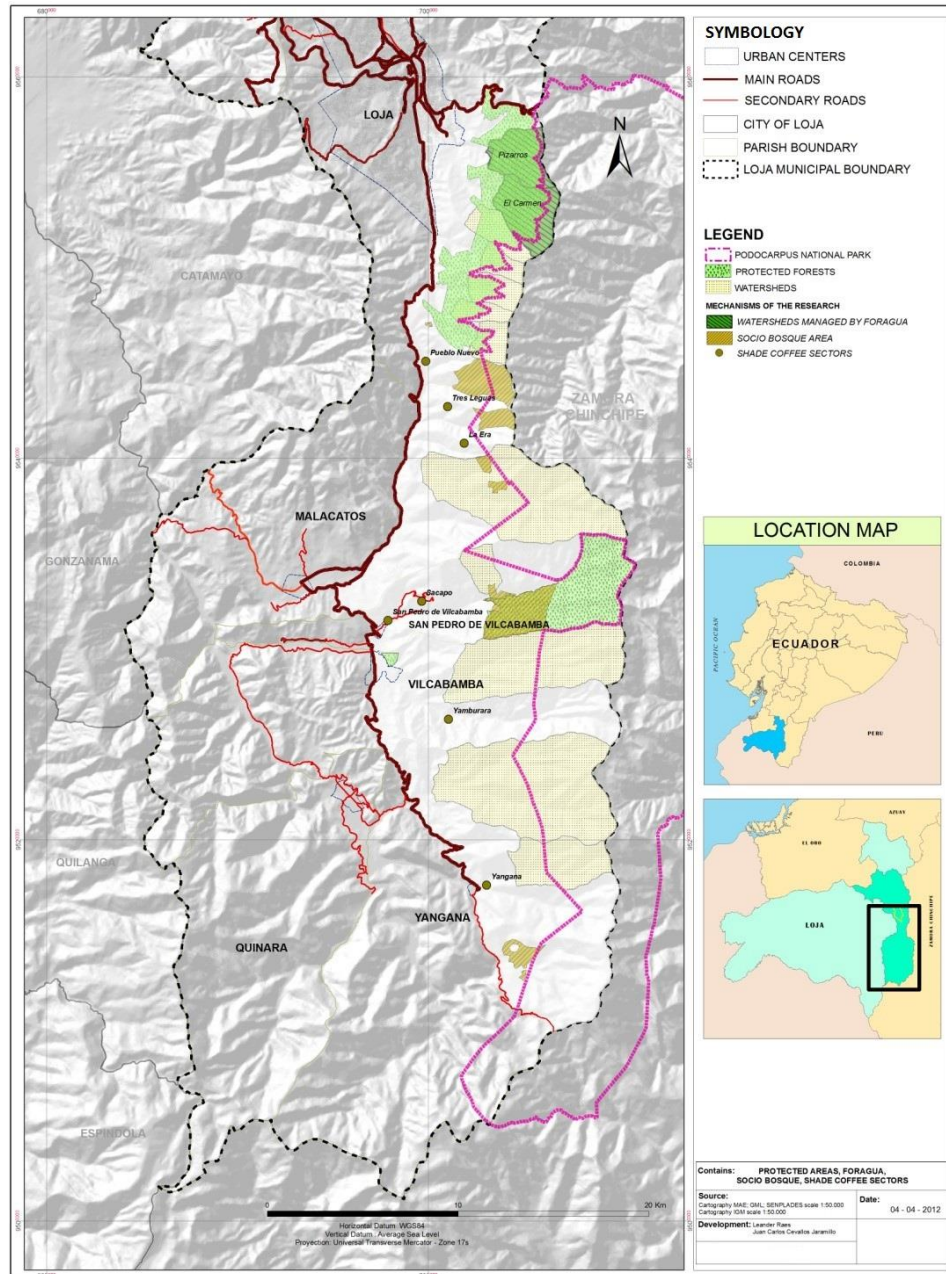 680000
700000
SYMBOLOGY
URBAN CENTERS
MAIN ROADS
SECONDARY ROADS
CITY OF LOJA
PARISH BOUNDARY
LOJA MUNICIPAL BOUNDARY
LEGEND
PODOCARPUS NATIONAL PARK
PROTECTED FORESTS
WATERSHEDS
MECHANISMS OF THE RESEARCH
WATERSHEDS MANAGED BY FORAGUA
SOCIO BOSQUE AREA
SHADE COFFEE SECTORS
LOJA
N
Pizarros
El Carmen
CATAMAYO
Pueblo Nuevo
Tres Leguas
ZAMORA
CHINCHIPE
La Era
MALACATOS
GONZANAMA
Sacapo
San Pedro de Vilcabamba
SAN PEDRO DE VILCABAMBA
VILCABAMBA
Yamburara
QUILANGA
Yangana
YANGANA
QUINARA
ESPINDOLA
0 10 20 Km
Horizontal Datum: WGS84
Vertical Datum : Average Sea Level
Proyection: Universal Transverse Mercator - Zone 17s
LOCATION MAP
COLOMBIA
PACIFIC OCEAN
ECUADOR
PERU
AZUAY
EL ORO
LOJA
ZAMORA CHINCHIPE
Contains: PROTECTED AREAS, FORAGUA,
SOCIO BOSQUE, SHADE COFFEE SECTORS
Source:
Cartography MAE; GML; SENPLADES scale 1:50.000
Cartography IGM scale 1:50.000
Date:
04 - 04 - 2012
Development: Leander Raes
Juan Carlos Cevallos Jaramillo